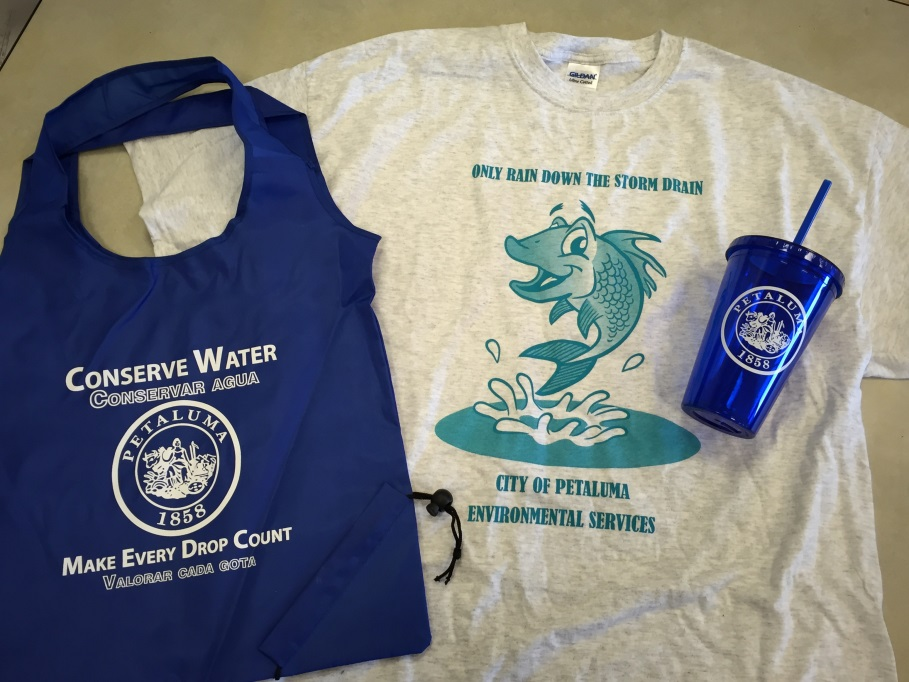 CONSERVE WATER
CONSERVAR AGUA
PETALUMA
1858
MAKE EVERY DROP COUNT
VALORAR CADA GOTA
GILDAN
ONLY RAIN DOWN THE STORM DRAIN
CITY OF PETALUMA
ENVIRONMENTAL SERVICES
PETALUMA
1858